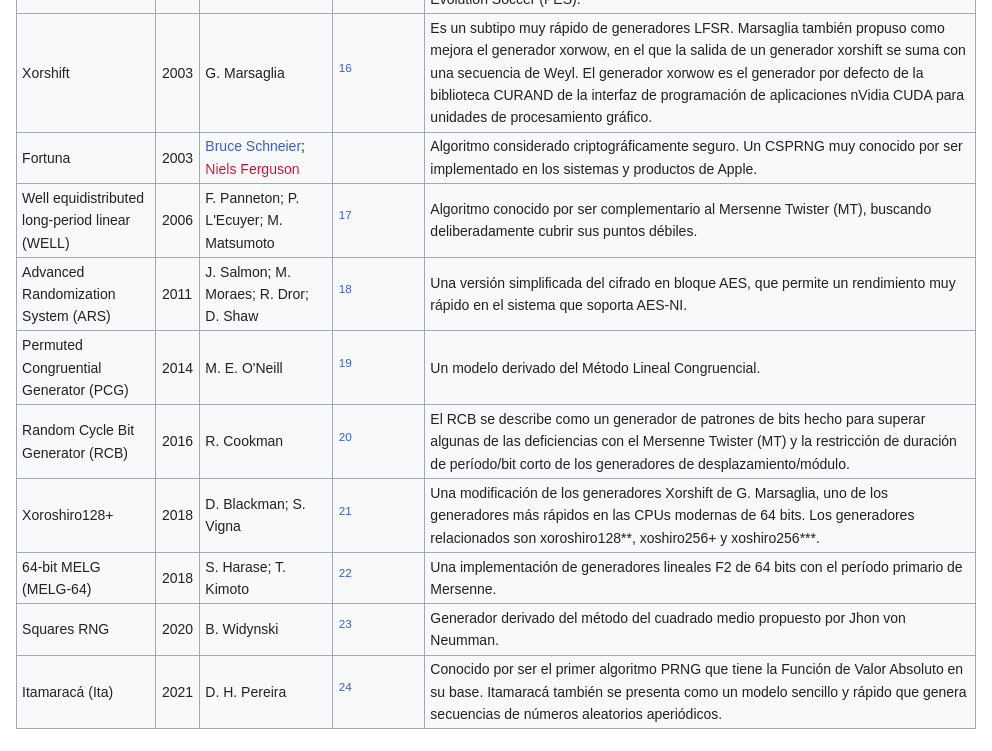 Evolution Soccer (PES).
Xorshift
2003
G. Marsaglia
16
Es un subtipo muy rápido de generadores LFSR. Marsaglia también propuso como
mejora el generador xorwow, en el que la salida de un generador xorshift se suma con
una secuencia de Weyl. El generador xorwow es el generador por defecto de la
biblioteca CURAND de la interfaz de programación de aplicaciones nVidia CUDA para
unidades de procesamiento gráfico.
Fortuna
2003
Bruce Schneier;
Niels Ferguson
Algoritmo considerado criptográficamente seguro. Un CSPRNG muy conocido por ser
implementado en los sistemas y productos de Apple.
Well equidistributed
long-period linear
(WELL)
2006
F. Panneton; P.
L'Ecuyer; M.
Matsumoto
17
Algoritmo conocido por ser complementario al Mersenne Twister (MT), buscando
deliberadamente cubrir sus puntos débiles.
Advanced
Randomization
System (ARS)
2011
J. Salmon; M.
Moraes; R. Dror;
D. Shaw
18
Una versión simplificada del cifrado en bloque AES, que permite un rendimiento muy
rápido en el sistema que soporta AES-NI.
Permuted
Congruential
Generator (PCG)
2014
M. E. O'Neill
19
Un modelo derivado del Método Lineal Congruencial.
Random Cycle Bit
Generator (RCB)
2016
R. Cookman
20
El RCB se describe como un generador de patrones de bits hecho para superar
algunas de las deficiencias con el Mersenne Twister (MT) y la restricción de duración
de período/bit corto de los generadores de desplazamiento/módulo.
Xoroshiro128+
2018
D. Blackman; S.
Vigna
21
Una modificación de los generadores Xorshift de G. Marsaglia, uno de los
generadores más rápidos en las CPUs modernas de 64 bits. Los generadores
relacionados son xoroshiro128**, xoshiro256+ y xoshiro256***.
64-bit MELG
(MELG-64)
2018
S. Harase; T.
Kimoto
22
Una implementación de generadores lineales F2 de 64 bits con el período primario de
Mersenne.
Squares RNG
2020
B. Widynski
23
Generador derivado del método del cuadrado medio propuesto por Jhon von
Neumman.
Itamaracá (Ita)
2021
D. H. Pereira
24
Conocido por ser el primer algoritmo PRNG que tiene la Función de Valor Absoluto en
su base. Itamaracá también se presenta como un modelo sencillo y rápido que genera
secuencias de números aleatorios aperiódicos.